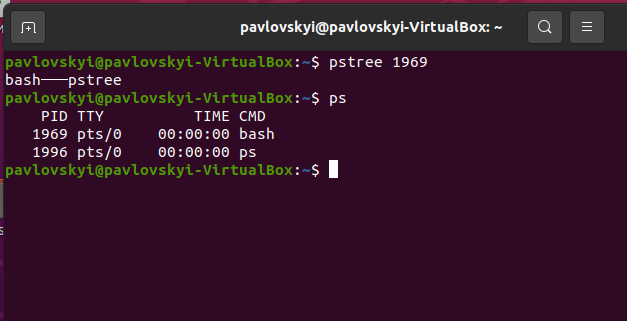 pavlovskyi@pavlovskyi-VirtualBox: ~
pavlovskyi@pavlovskyi-VirtualBox:~$ pstree 1969
bash───pstree
pavlovskyi@pavlovskyi-VirtualBox:~$ ps
    PID TTY          TIME CMD
   1969 pts/0    00:00:00 bash
   1996 pts/0    00:00:00 ps
pavlovskyi@pavlovskyi-VirtualBox:~$